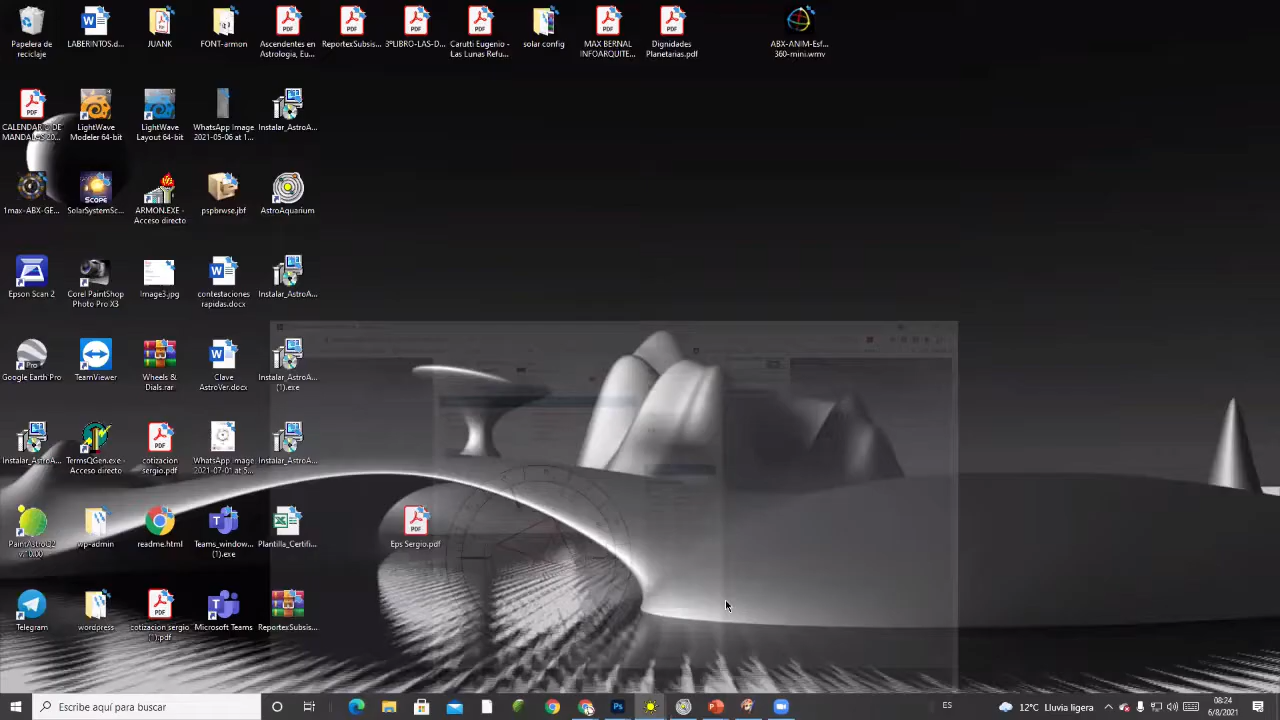 Papelera de
reciclaje
LABERINTOS.d...
JUANK
FONT-armon
Ascendentes en
Astrologia, Eu...
ReportexSubsis...
3ºLIBRO-LAS-D...
Carutti Eugenio -
Las Lunas Refu...
solar config
MAX BERNAL
INFOARQUITE...
Dignidades
Planetarias.pdf
ABX-ANIM-Esf...
360-mini.wmv
CALENDARIO DE
MANDAR-E 20...
LightWave
Modeler 64-bit
LightWave
Layout 64-bit
WhatsApp Image
2021-05-06 at 1...
Instalar_AstroA...
1max-ABX-GE...
SolarSystemSc...
SCOPE
ARMON.EXE -
Acceso directo
pspbrwse.jbf
AstroAquarium
Epson Scan 2
Corel PaintShop
Photo Pro X3
Image3.jpg
contestaciones
rapidas.docx
Instalar_AstroA...
Google Earth Pro
TeamViewer
Wheels &
Dials.rar
Clave
AstroVer.docx
Instalar_AstroA...
(1).exe
Instalar_AstroA...
TermsQGen.exe -
Acceso directo
cotizacion
sergio.pdf
WhatsApp Image
2021-07-01 at 5...
Instalar_AstroA...
PaintAstroQ2
v.10.00
wp-admin
readme.html
Teams_window...
(1).exe
Plantilla_Certifi...
Eps Sergio.pdf
Telegram
wordpress
cotizacion sergio
(1).pdf
Microsoft Teams
ReportexSubsis...
Escribe aquí para buscar
ES
12°C Lluvia ligera
08:24
6/8/2021